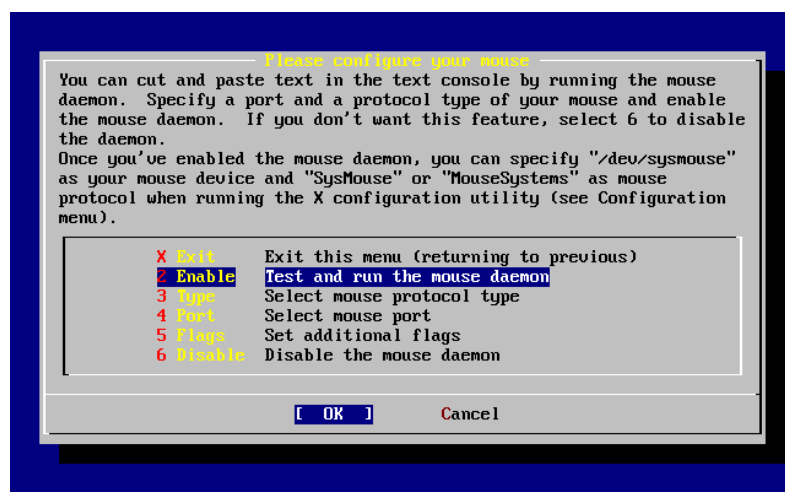 Please configure your mouse
You can cut and paste text in the text console by running the mouse
daemon.  Specify a port and a protocol type of your mouse and enable
the mouse daemon.  If you don't want this feature, select 6 to disable
the daemon.
Once you've enabled the mouse daemon, you can specify "/dev/sysmouse"
as your mouse device and "SysMouse" or "MouseSystems" as mouse
protocol when running the X configuration utility (see Configuration
menu).
X Exit Exit this menu (returning to previous)
2 Enable Test and run the mouse daemon
3 Type Select mouse protocol type
4 Port Select mouse port
5 Flags Set additional flags
6 Disable Disable the mouse daemon
[ OK ] Cancel